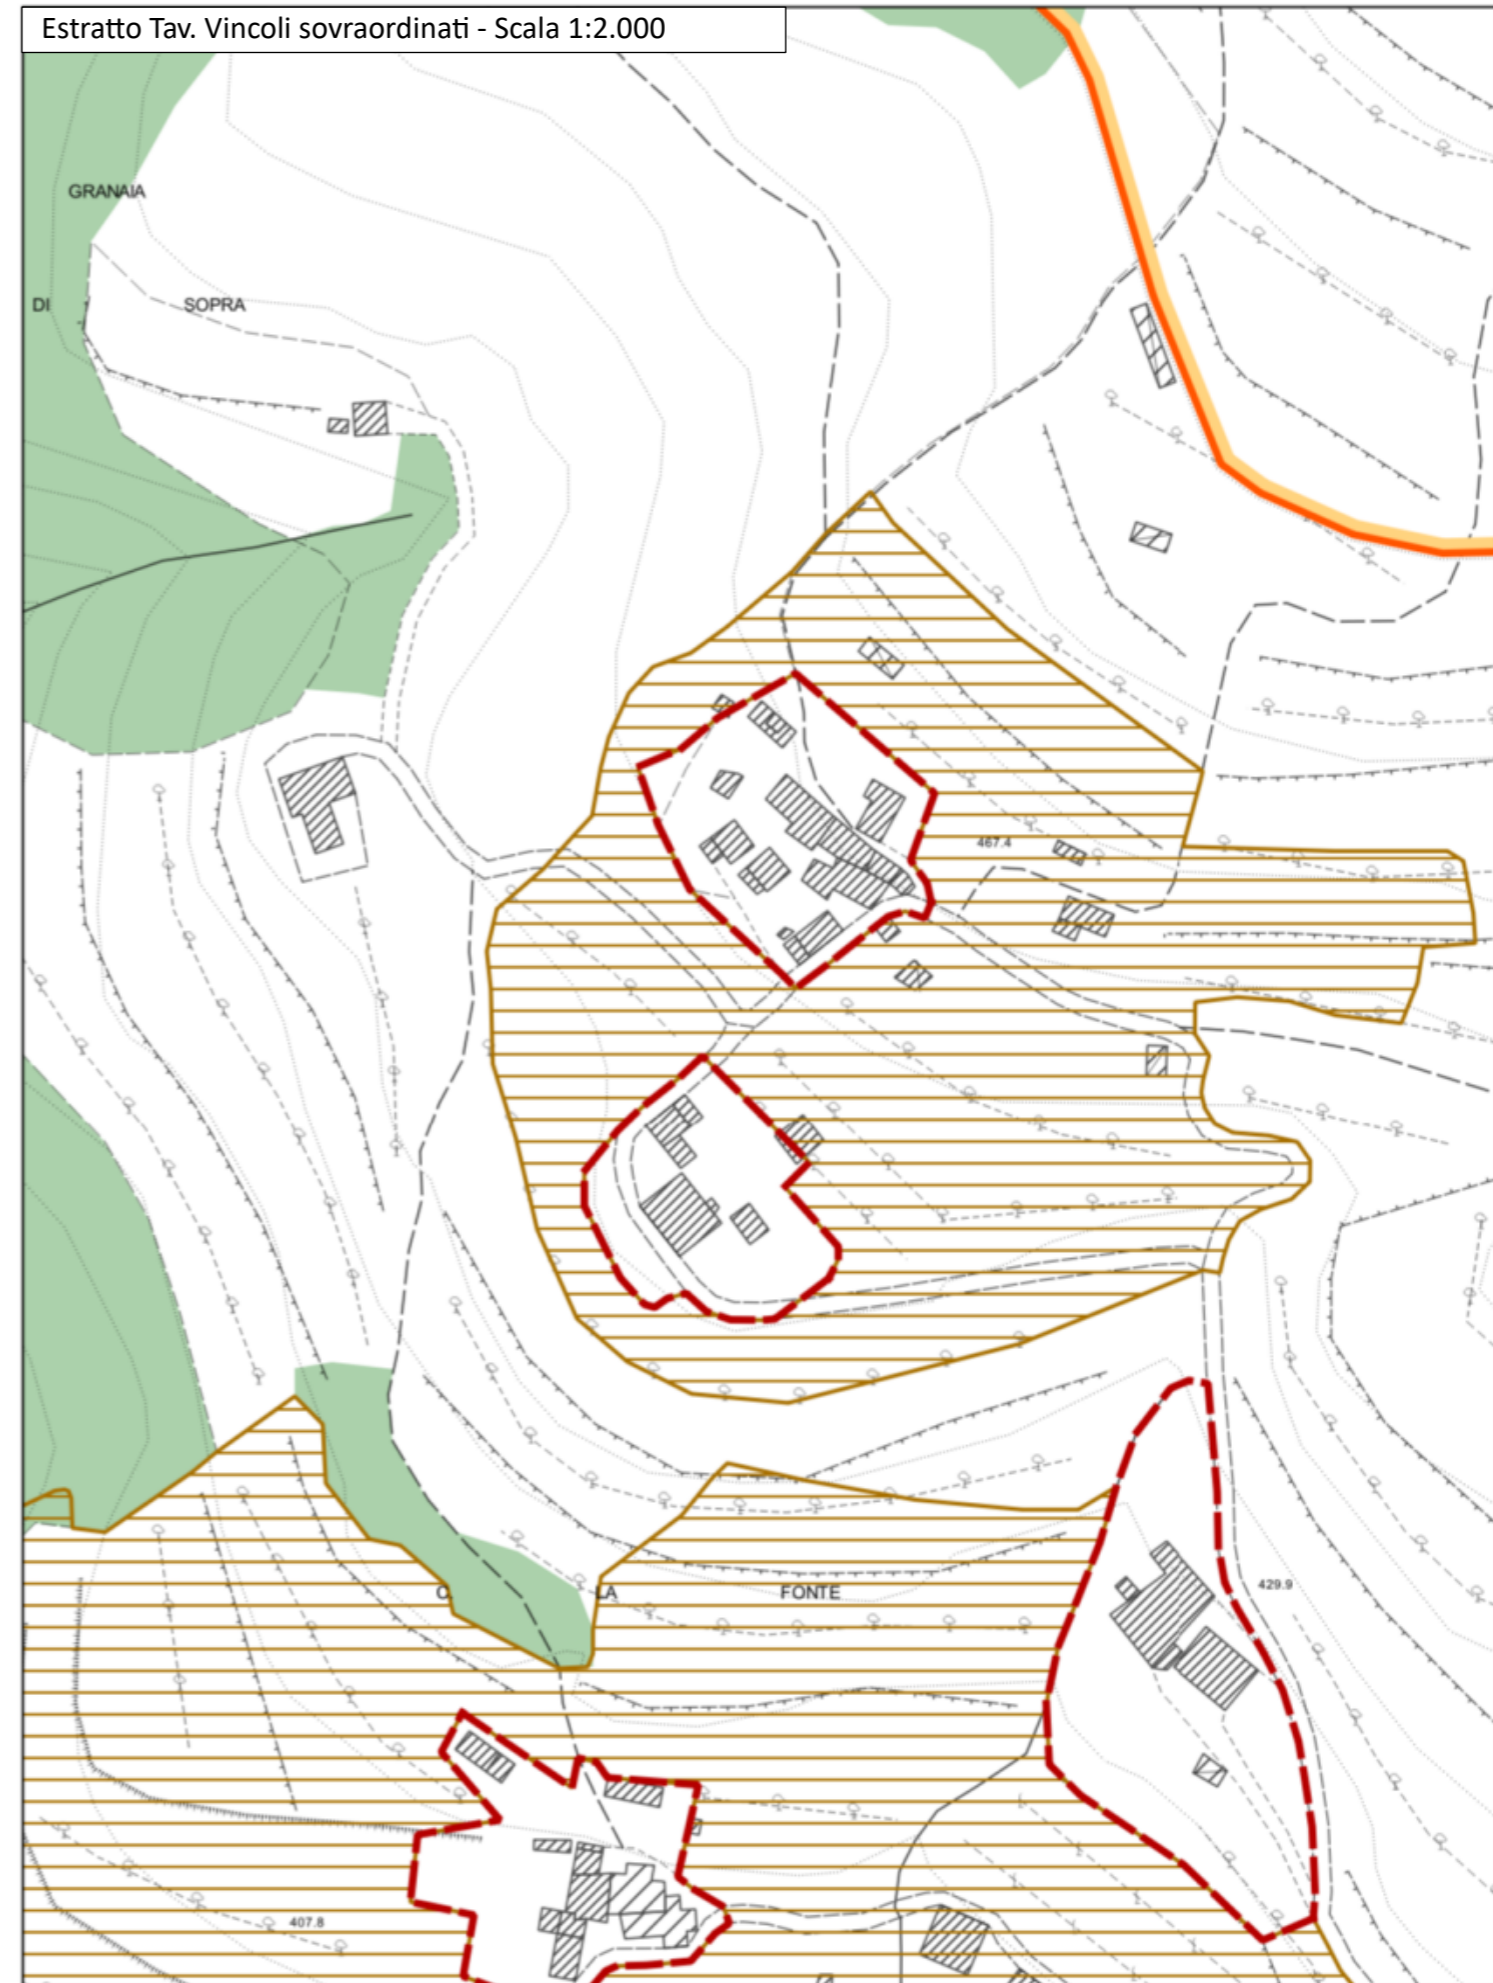 Estratto Tav. Vincoli sovraordinati - Scala 1:2.000
GRANAIA
DI SOPRA
467.4
C. LA FONTE
429.9
407.8